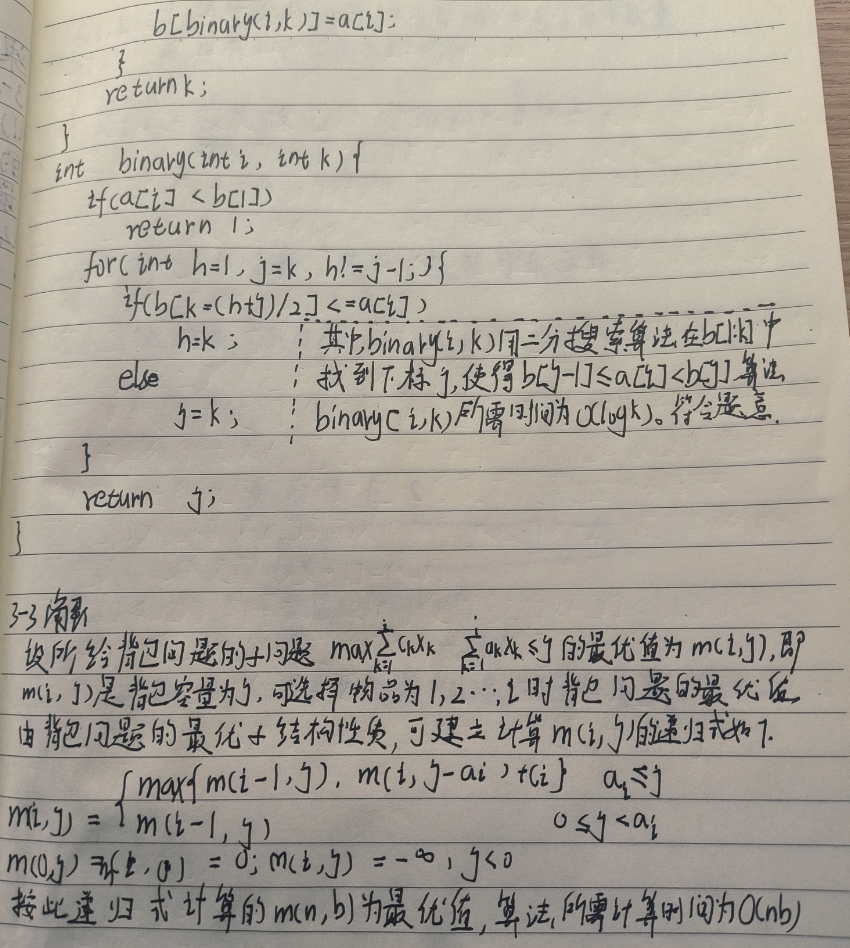 b[binary(i,k)]=a[i];
}
return k;
}
int binary(int i, int k){
if(a[i] <b[1])
return 1;
for(int h=1, j=k, h!=j-1;){
if(b[k=(h+j)/2]<=a[i])
h=k; 其中,binary(i,k)用二分搜索算法在b[1:k]中
else 找到下标j,使得b[j-1]≤a[i]<b[j]算法
j=k; binary(i,k)所需时间为O(logk)。符合题意.
}
return j;
}
3-3
设所给背包问题的子问题 max∑ᵢₖ₌₁CₖXₖ ∑ᵢₖ₌₁aₖXₖ≤j的最优值为m(i,j),即
m(i,j)是背包容量为j,可选择物品为1,2…,i时背包问题的最优值
由背包问题的最优子结构性质,可建立计算m(i,j)的递归式如下.
max{m(i-1,j), m(i,j-ai)+ci} aᵢ≤j
m(i,j) = { m(i-1,j) 0≤j<aᵢ
m(0,j)= = 0; m(i,j) = -∞, j<0
按此递归式计算的m(n,b)为最优值,算法所需计算时间为O(nb)